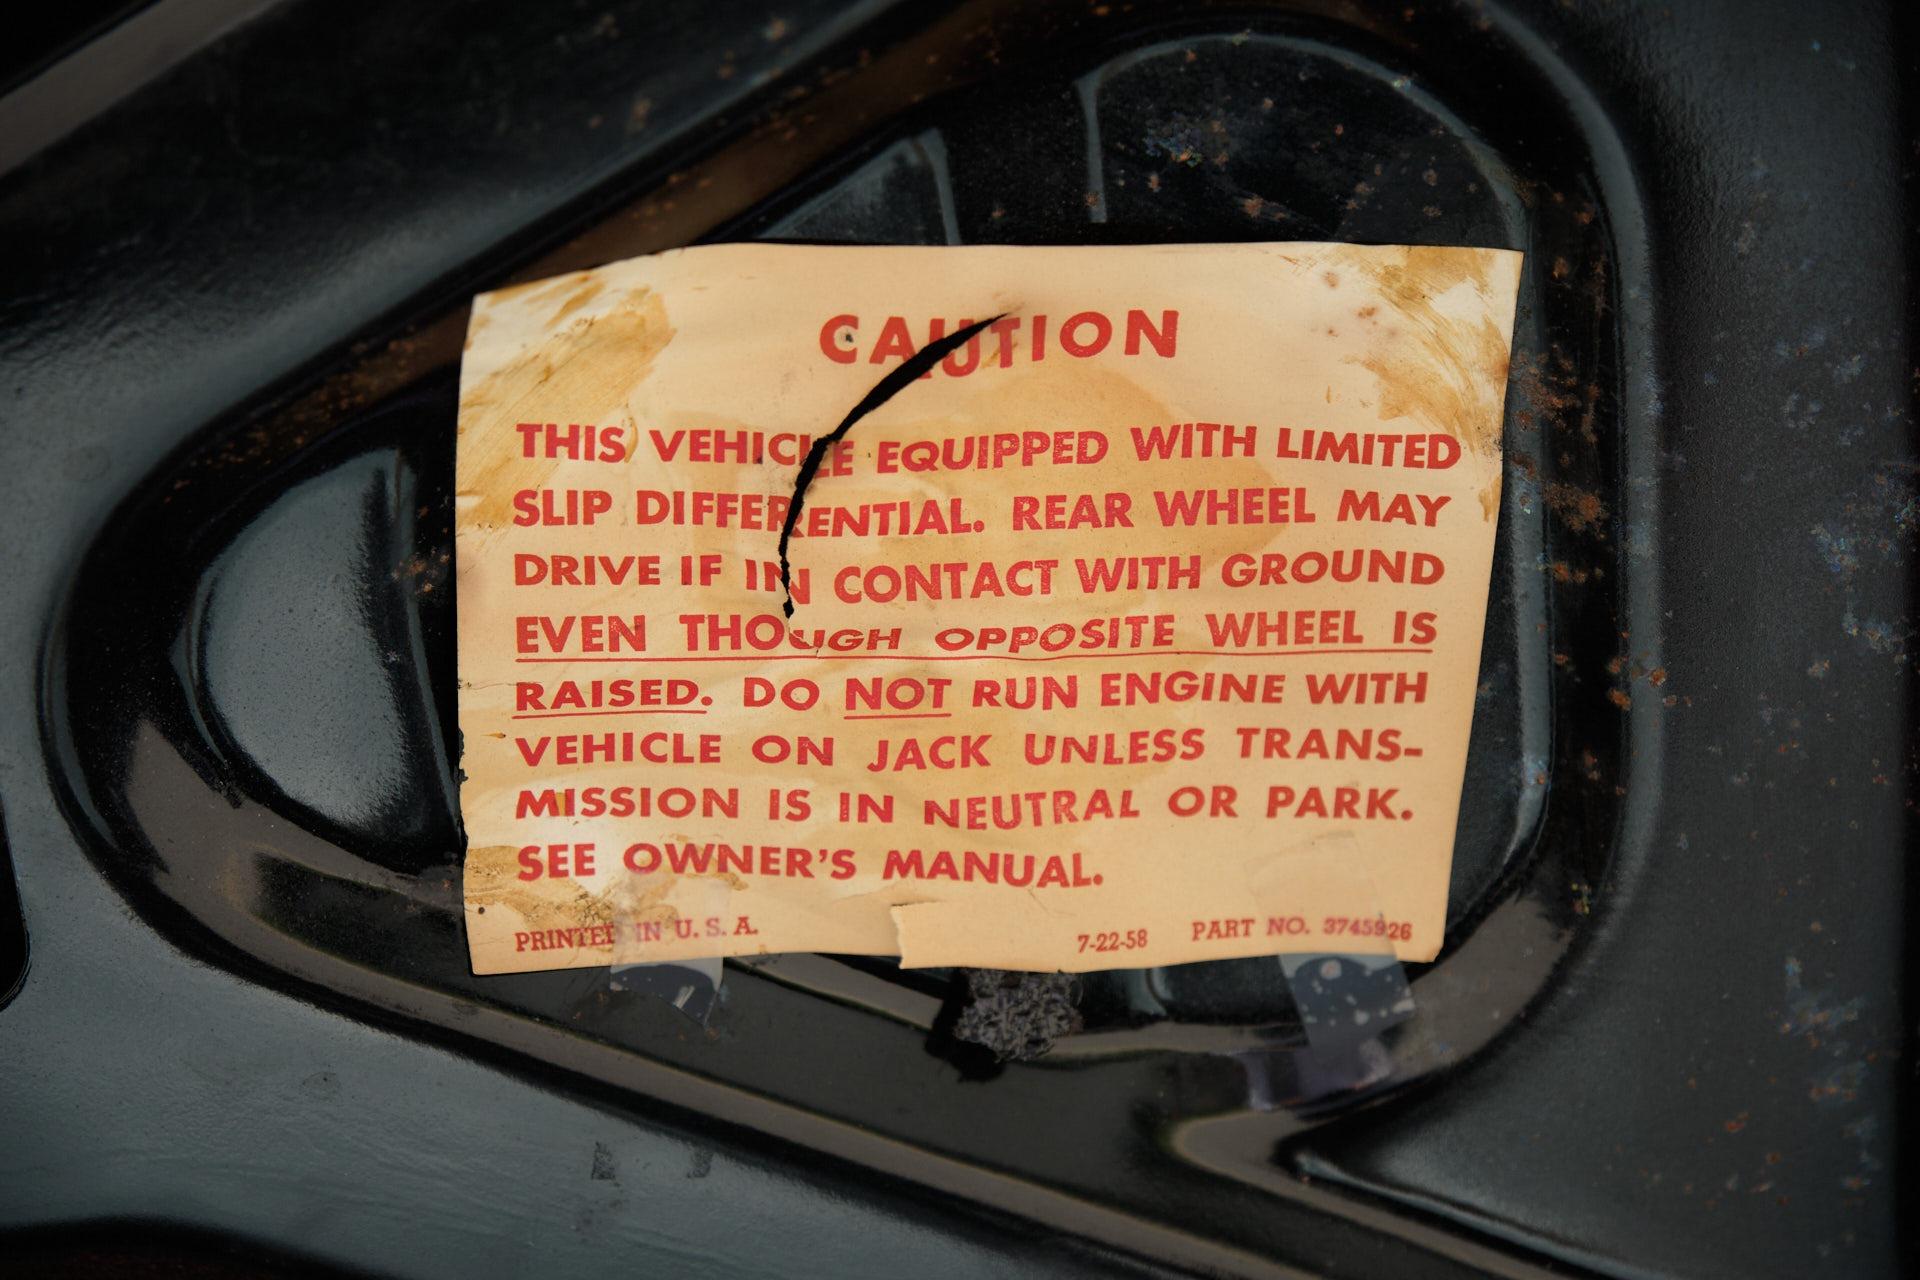 CAUTION
THIS VEHICLE EQUIPPED WITH LIMITED
SLIP DIFFERENTIAL. REAR WHEEL MAY
DRIVE IF IN CONTACT WITH GROUND
EVEN THOUGH OPPOSITE WHEEL IS
RAISED. DO NOT RUN ENGINE WITH
VEHICLE ON JACK UNLESS TRANS-
MISSION IS IN NEUTRAL OR PARK.
SEE OWNER'S MANUAL.
PRINTED IN U. S. A. 7-22-58 PART NO. 3745926